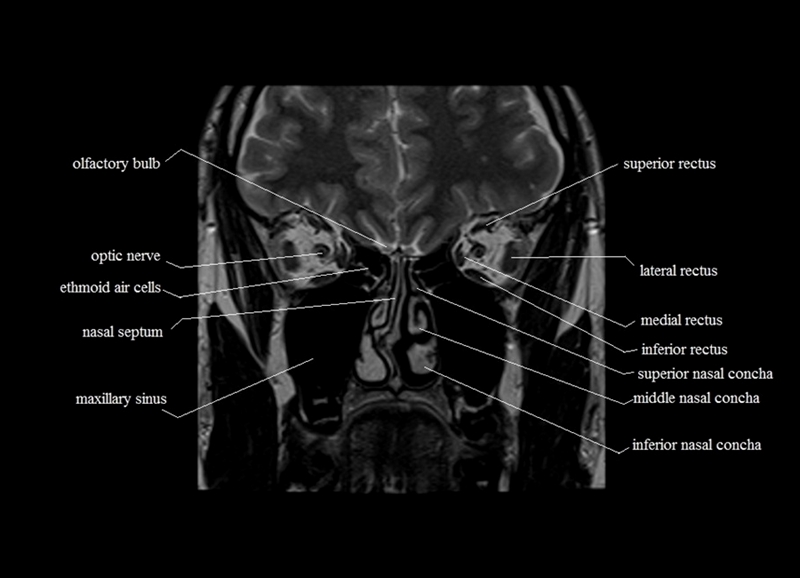 olfactory bulb
optic nerve
ethmoid air cells
nasal septum
maxillary sinus
superior rectus
lateral rectus
medial rectus
inferior rectus
superior nasal concha
middle nasal concha
inferior nasal concha